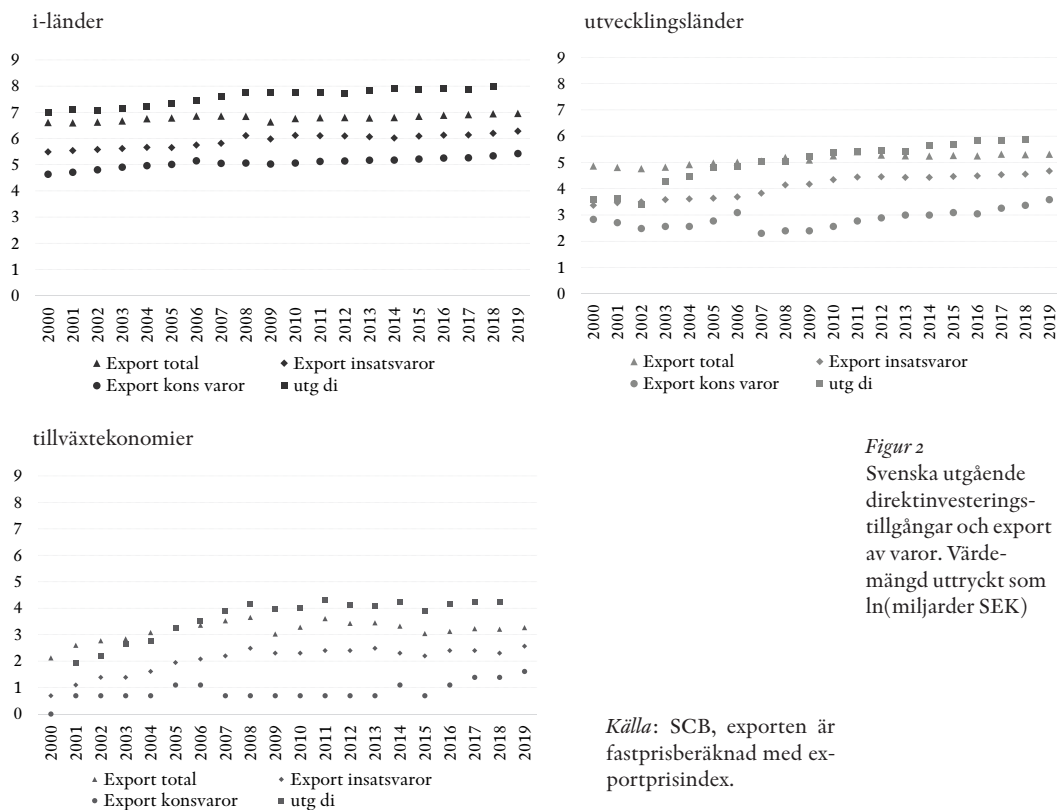 i-länder
9
8
7
6
5
4
3
2
1
0
2000 2001 2002 2003 2004 2005 2006 2007 2008 2009 2010 2011 2012 2013 2014 2015 2016 2017 2018 2019
Export total Export insatsvaror
Export kons varor utg di
utvecklingsländer
9
8
7
6
5
4
3
2
1
0
2000 2001 2002 2003 2004 2005 2006 2007 2008 2009 2010 2011 2012 2013 2014 2015 2016 2017 2018 2019
Export total Export insatsvaror
Export kons varor utg di
tillväxtekonomier
9
8
7
6
5
4
3
2
1
0
2000 2001 2002 2003 2004 2005 2006 2007 2008 2009 2010 2011 2012 2013 2014 2015 2016 2017 2018 2019
Export total Export insatsvaror
Export konsvaror utg di
Figur 2
Svenska utgående
direktinvesterings-
tillgångar och export
av varor. Värde-
mängd uttryckt som
ln(miljarder SEK)
Källa: SCB, exporten är
fastprisberäknad med ex-
portprisindex.